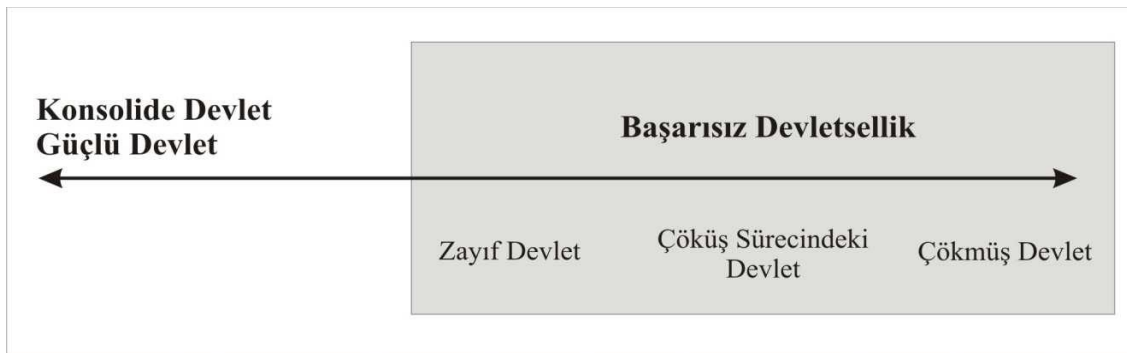 Konsolide Devlet
Güçlü Devlet
Başarısız Devletsellik
Zayıf Devlet
Çöküş Sürecindeki
Devlet
Çökmüş Devlet